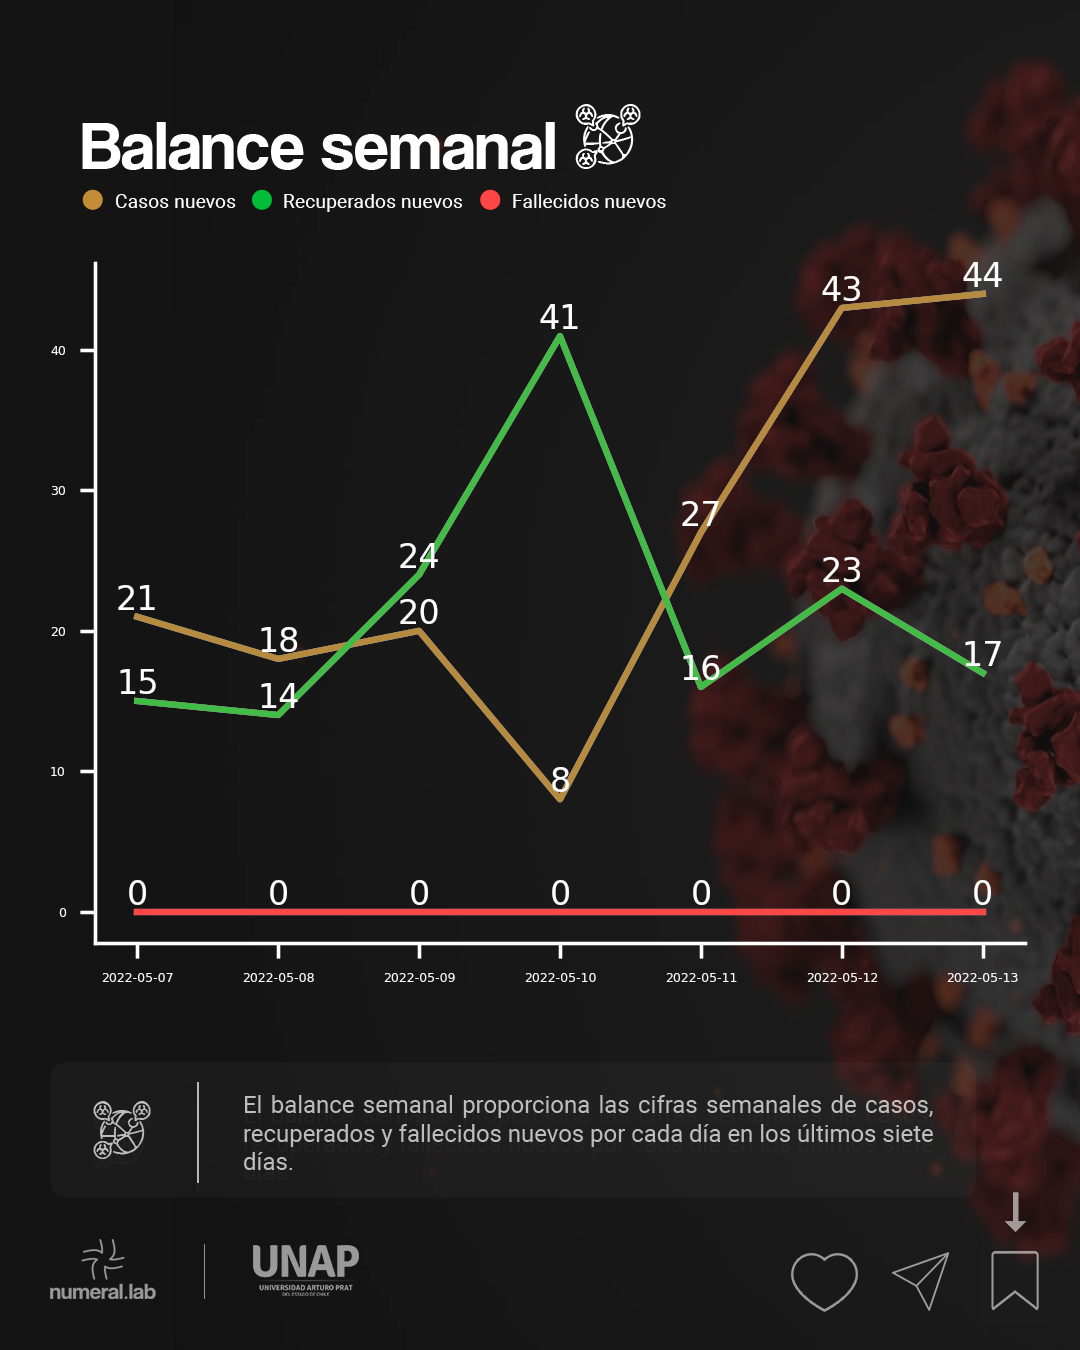 Balance semanal
Casos nuevos Recuperados nuevos Fallecidos nuevos
44
43
41
40
30
27
24
23
21
20
20
18
17
16
15
14
10
8
0 0 0 0 0 0 0
0
2022-05-07 2022-05-08 2022-05-09 2022-05-10 2022-05-11 2022-05-12 2022-05-13
El balance semanal proporciona las cifras semanales de casos,
recuperados y fallecidos nuevos por cada día en los últimos siete
días.
numeral.lab
UNAP
UNIVERSIDAD ARTURO PRAT
DEL ESTADO DE CHILE